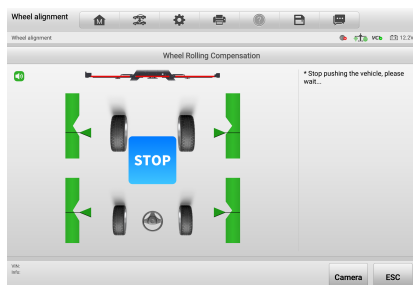 Wheel alignment
Wheel alignment
VCI
12.2V
Wheel Rolling Compensation
* Stop pushing the vehicle, please
wait...
STOP
VIN:
Info:
Camera
ESC